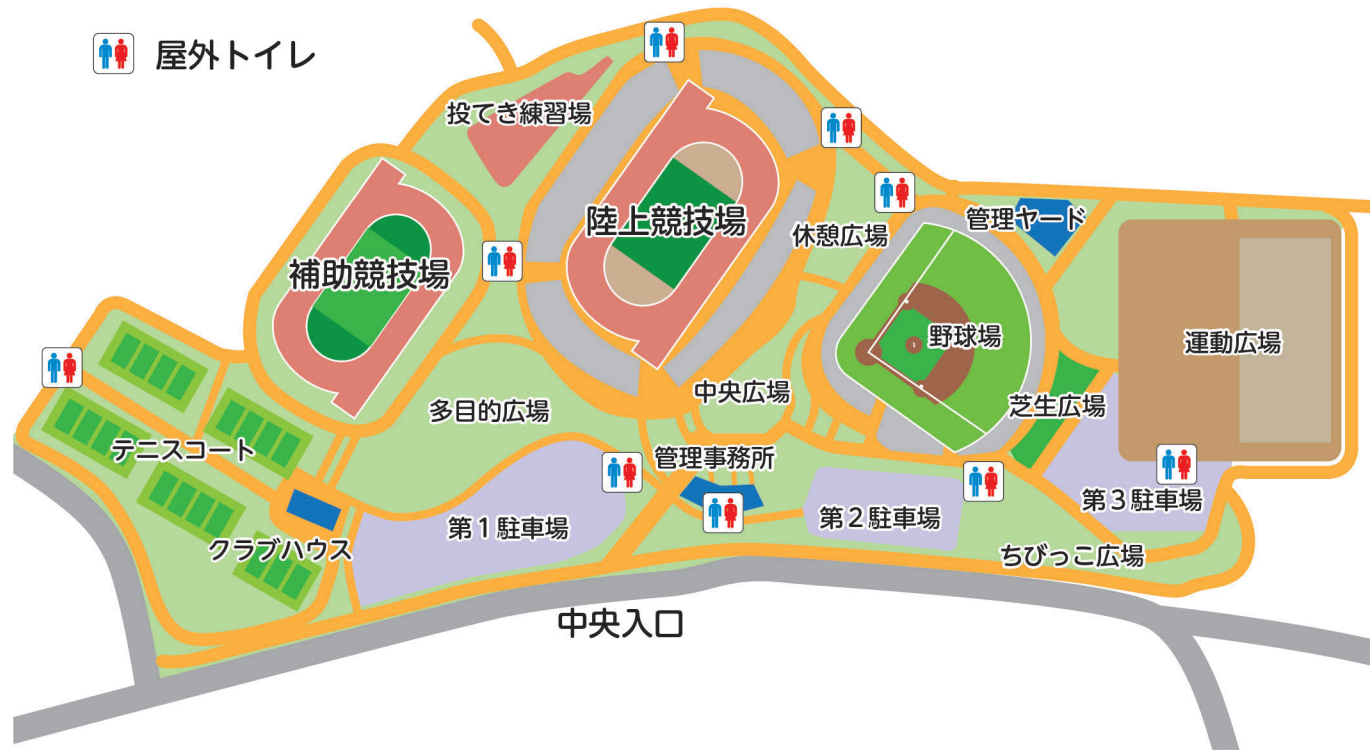 屋外トイレ
投てき練習場
陸上競技場
休憩広場
管理ヤード
補助競技場
野球場
運動広場
中央広場
多目的広場
芝生広場
テニスコート
管理事務所
第1駐車場
第2駐車場
第3駐車場
クラブハウス
ちびっこ広場
中央入口